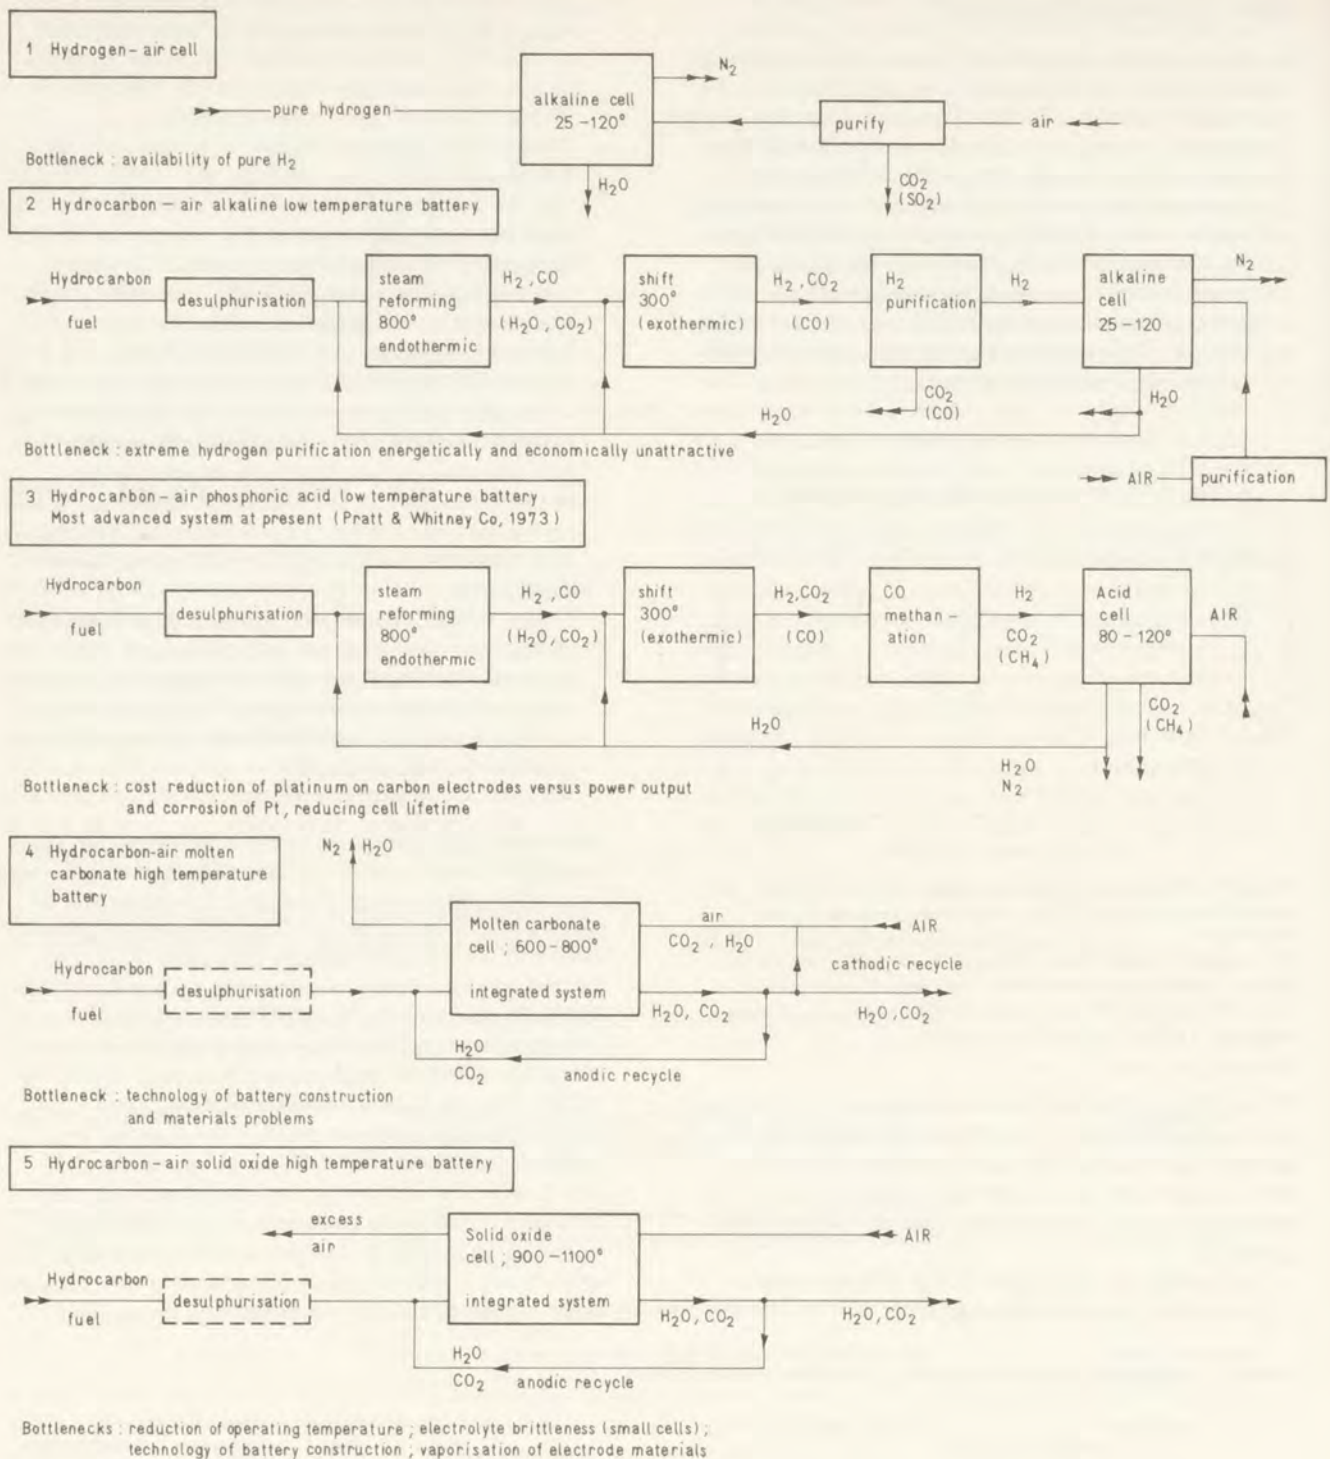 1 Hydrogen – air cell
N2
pure hydrogen
alkaline cell
25 – 120°
purify
air
Bottleneck : availability of pure H2
H2O
CO2
(SO2)
2 Hydrocarbon – air alkaline low temperature battery
Hydrocarbon
fuel
desulphurisation
steam
reforming
800°
endothermic
H2 , CO
(H2O , CO2)
shift
300°
(exothermic)
H2 , CO2
(CO)
H2
purification
H2
alkaline
cell
25 – 120
N2
CO2
(CO)
H2O
H2O
Bottleneck : extreme hydrogen purification energetically and economically unattractive
AIR
purification
3 Hydrocarbon – air phosphoric acid low temperature battery
Most advanced system at present ( Pratt & Whitney Co, 1973 )
Hydrocarbon
fuel
desulphurisation
steam
reforming
800°
endothermic
H2 , CO
(H2O , CO2)
shift
300°
(exothermic)
H2,CO2
(CO)
CO
methan –
ation
H2
CO2
(CH4)
Acid
cell
80 – 120°
AIR
H2O
CO2
(CH4)
H2O
N2
Bottleneck : cost reduction of platinum on carbon electrodes versus power output
and corrosion of Pt , reducing cell lifetime
4 Hydrocarbon-air molten
carbonate high temperature
battery
N2 H2O
Molten carbonate
cell ; 600 – 800°
integrated system
air
CO2 , H2O
AIR
cathodic recycle
Hydrocarbon
fuel
desulphurisation
H2O, CO2
H2O ,CO2
H2O
CO2
anodic recycle
Bottleneck : technology of battery construction
and materials problems
5 Hydrocarbon – air solid oxide high temperature battery
excess
air
Solid oxide
cell ; 900 – 1100°
integrated system
AIR
Hydrocarbon
fuel
desulphurisation
H2O, CO2
H2O, CO2
H2O
CO2
anodic recycle
Bottlenecks : reduction of operating temperature ; electrolyte brittleness (small cells) ;
technology of battery construction ; vaporisation of electrode materials